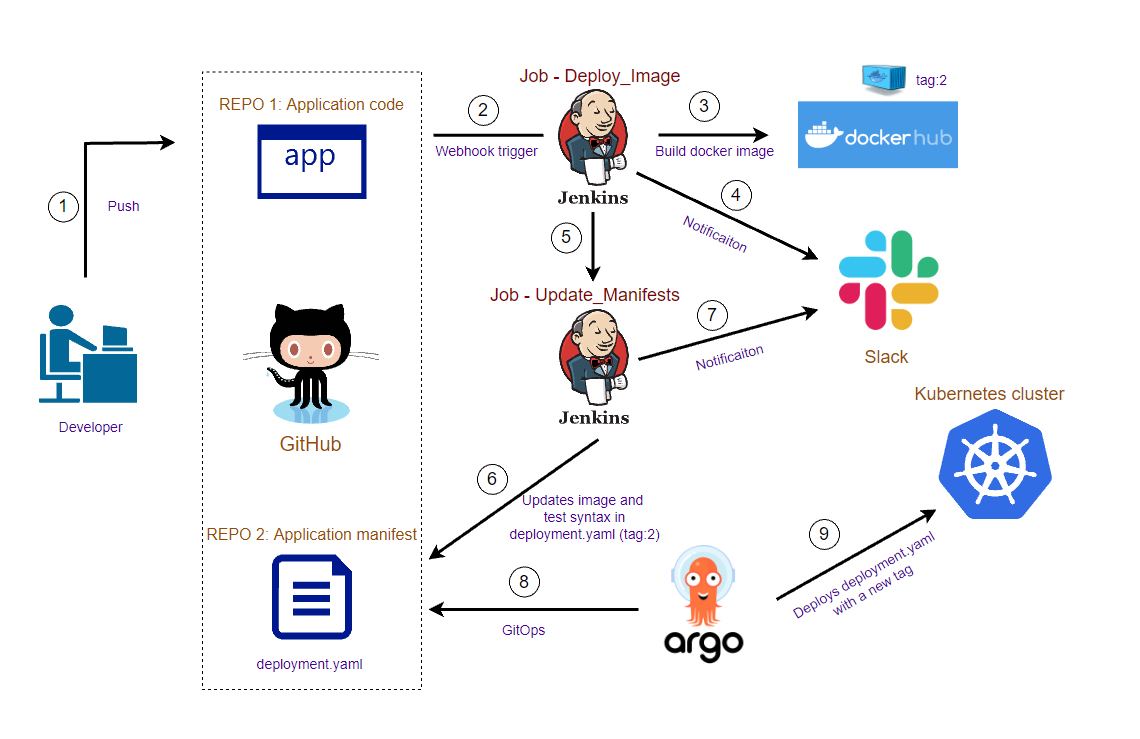 Job - Deploy_Image
tag:2
REPO 1: Application code
app
1
Push
2
Webhook trigger
Jenkins
3
Build docker image
dockerhub
4
Notificaiton
5
Job - Update_Manifests
7
Notificaiton
Slack
Jenkins
Developer
GitHub
Kubernetes cluster
6
Updates image and
test syntax in
deployment.yaml (tag:2)
REPO 2: Application manifest
deployment.yaml
8
GitOps
argo
9
Deploys deployment.yaml
with a new tag